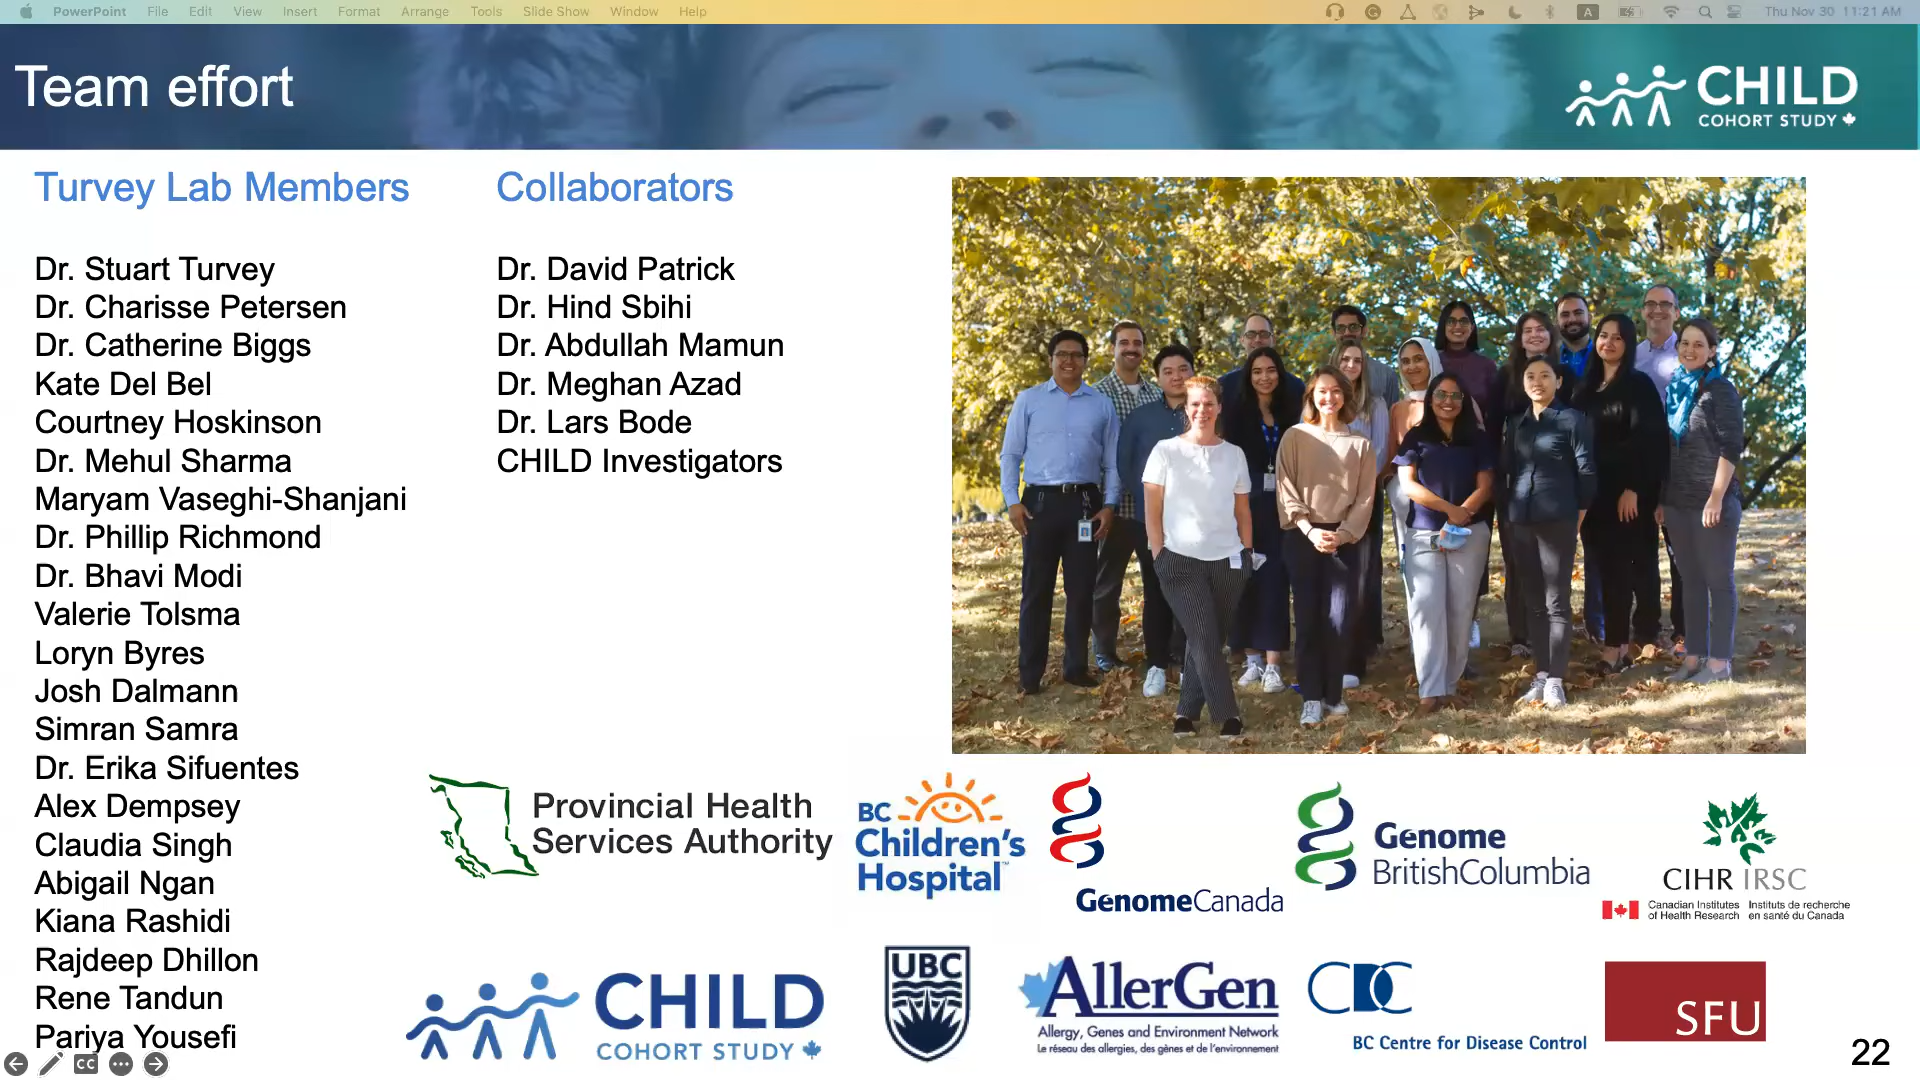 PowerPoint File Edit View Insert Format Arrange Tools Slide Show Window Help A Thu Nov 30 11:21 AM
Team effort
CHILD
COHORT STUDY
Turvey Lab Members
Dr. Stuart Turvey
Dr. Charisse Petersen
Dr. Catherine Biggs
Kate Del Bel
Courtney Hoskinson
Dr. Mehul Sharma
Maryam Vaseghi-Shanjani
Dr. Phillip Richmond
Dr. Bhavi Modi
Valerie Tolsma
Loryn Byres
Josh Dalmann
Simran Samra
Dr. Erika Sifuentes
Alex Dempsey
Claudia Singh
Abigail Ngan
Kiana Rashidi
Rajdeep Dhillon
Rene Tandun
Pariya Yousefi
Collaborators
Dr. David Patrick
Dr. Hind Sbihi
Dr. Abdullah Mamun
Dr. Meghan Azad
Dr. Lars Bode
CHILD Investigators
Provincial Health
Services Authority
BC
Children's
Hospital™
GenomeCanada
Genome
BritishColumbia
CIHR IRSC
Canadian Institutes
of Health Research
Instituts de recherche
en santé du Canada
CHILD
COHORT STUDY
UBC
AllerGen
Allergy, Genes and Environment Network
Le réseau des allergies, des gènes et de l'environnement
CDC
BC Centre for Disease Control
SFU
CC
22